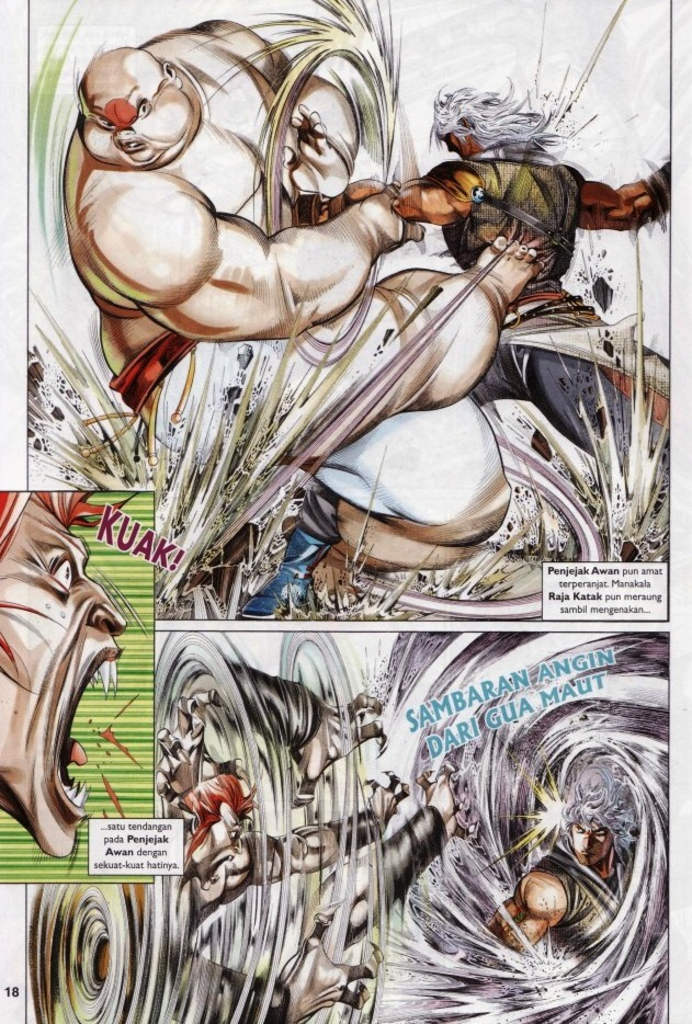 Penjejak Awan pun amat
terperanjat. Manakala
Raja Katak pun meraung
sambil mengenakan...
KUAK!
...satu tendangan
pada Penjejak
Awan dengan
sekuat-kuat hatinya.
SAMBARAN ANGIN
DARI GUA MAUT
18